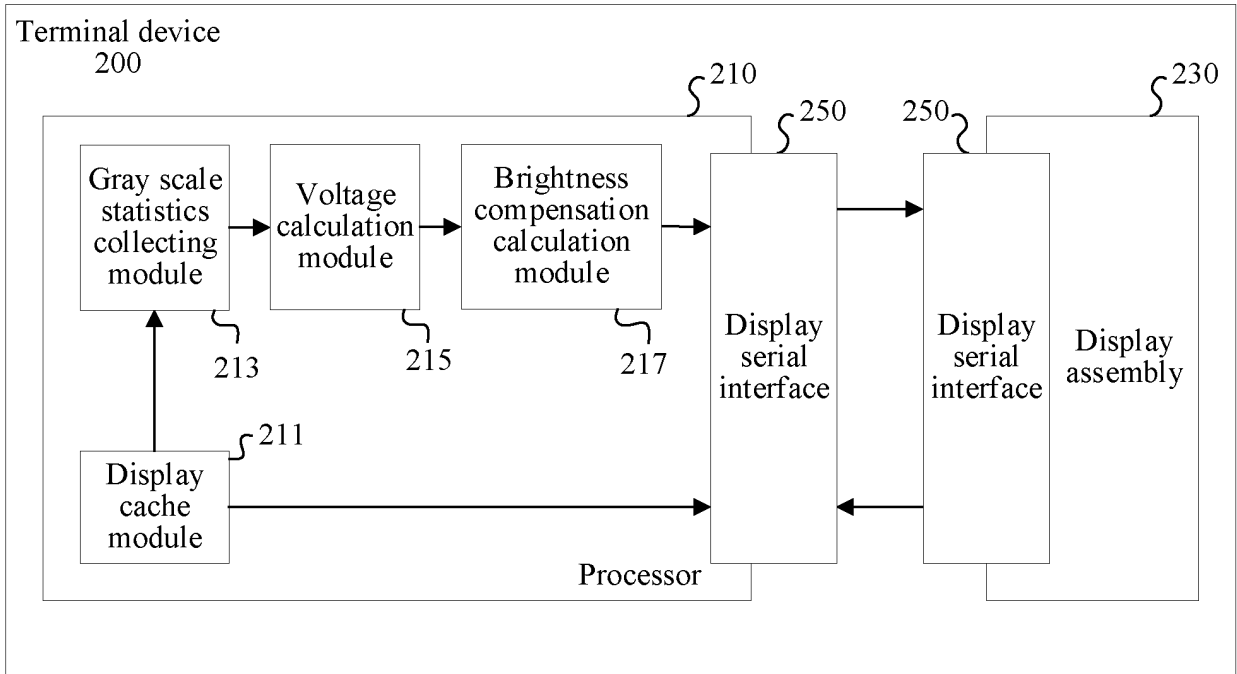 Terminal device
200
210
250
250
230
Gray scale
statistics
collecting
module
Voltage
calculation
module
Brightness
compensation
calculation
module
213
215
217
Display
serial
interface
Display
serial
interface
Display
assembly
211
Display
cache
module
Processor